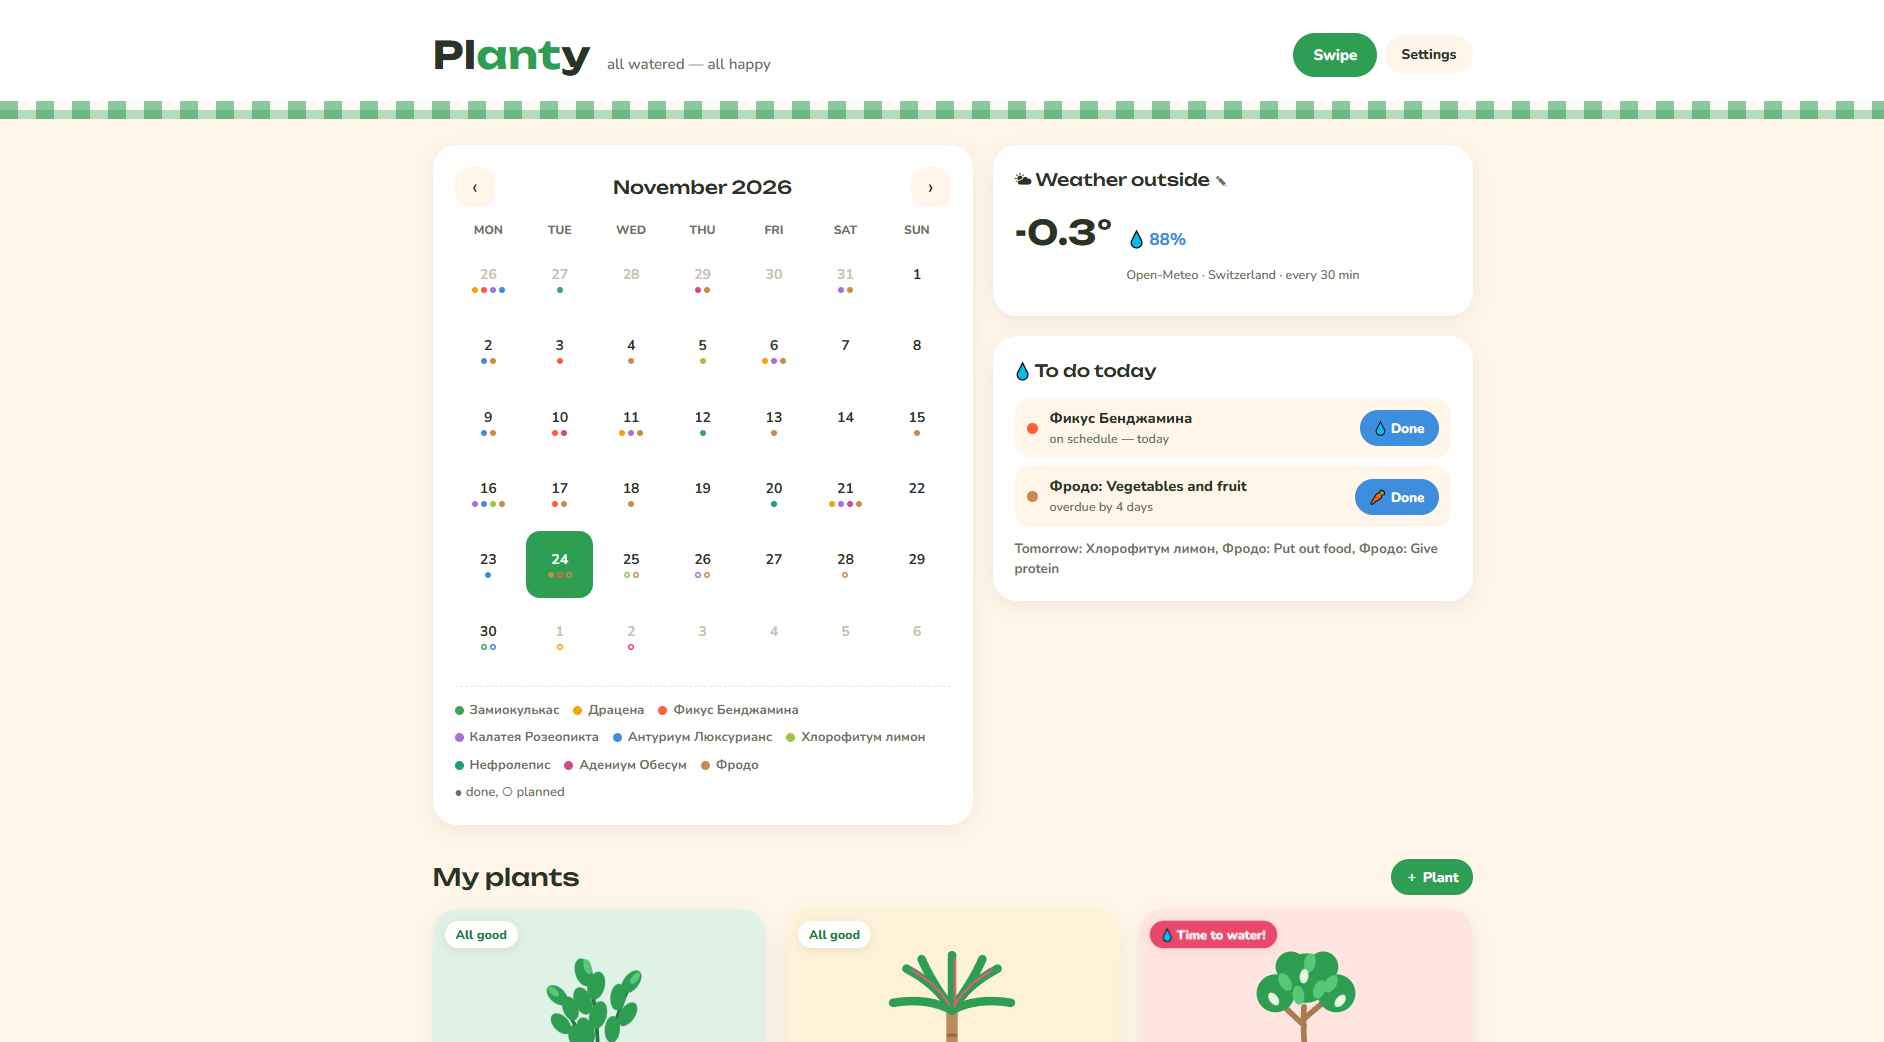 Planty
all watered — all happy
Swipe
Settings
‹
November 2026
›
MON TUE WED THU FRI SAT SUN
26 27 28 29 30 31 1
2 3 4 5 6 7 8
9 10 11 12 13 14 15
16 17 18 19 20 21 22
23 24 25 26 27 28 29
30 1 2 3 4 5 6
Замиокулькас Драцена Фикус Бенджамина
Калатея Розеопикта Антуриум Люксурианс Хлорофитум лимон
Нефролепис Адениум Обесум Фродо
● done, ○ planned
Weather outside
-0.3°
88%
Open-Meteo · Switzerland · every 30 min
To do today
Фикус Бенджамина
on schedule — today
Done
Фродо: Vegetables and fruit
overdue by 4 days
Done
Tomorrow: Хлорофитум лимон, Фродо: Put out food, Фродо: Give
protein
My plants
+ Plant
All good
All good
Time to water!